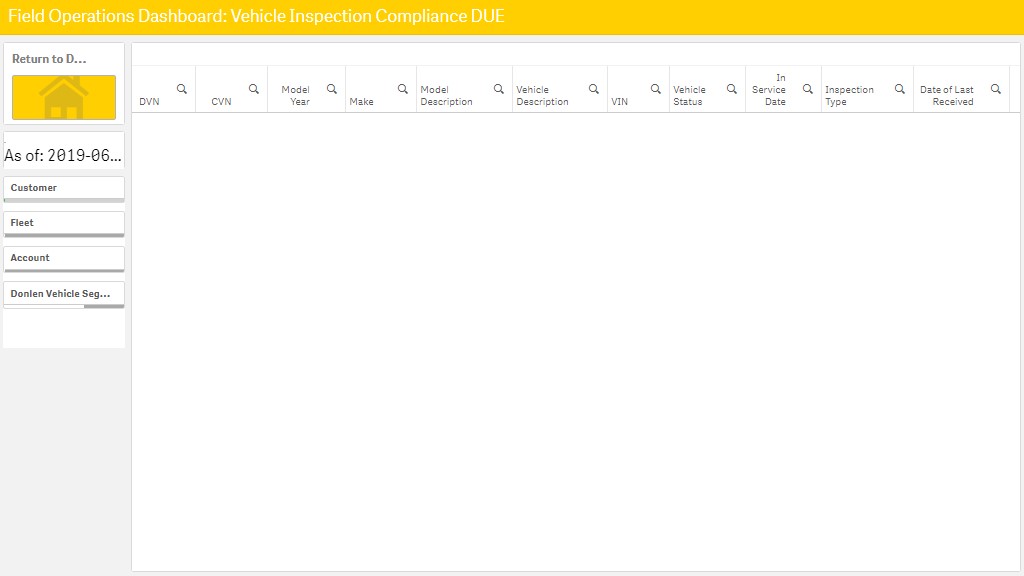 Field Operations Dashboard: Vehicle Inspection Compliance DUE
Return to D...
As of: 2019-06...
Customer
Fleet
Account
Donlen Vehicle Seg...
DVN
CVN
Model
Year
Make
Model
Description
Vehicle
Description
VIN
Vehicle
Status
In
Service
Date
Inspection
Type
Date of Last
Received